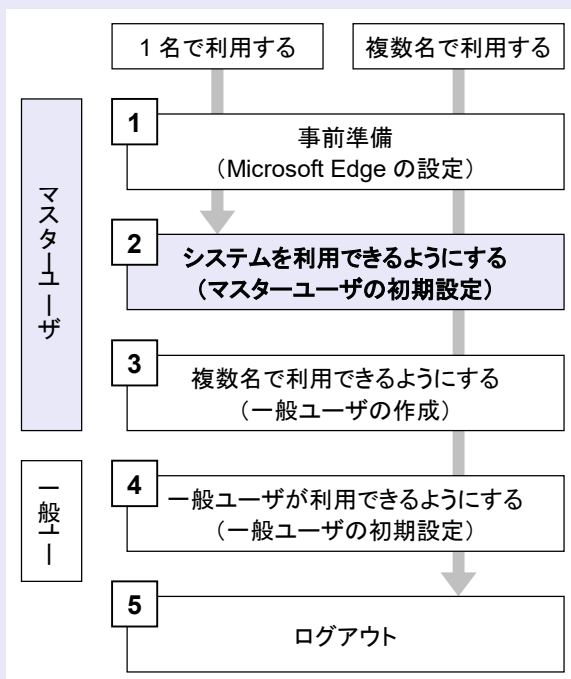 1 名で利用する
複数名で利用する
マスターユーザ
1
事前準備
（Microsoft Edge の設定）
2
システムを利用できるようにする
（マスターユーザの初期設定）
3
複数名で利用できるようにする
（一般ユーザの作成）
一般ユー
4
一般ユーザが利用できるようにする
（一般ユーザの初期設定）
5
ログアウト